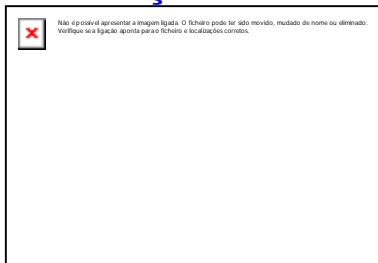 Não é possível apresentar a imagem ligada. O ficheiro pode ter sido movido, mudado de nome ou eliminado.
Verifique se a ligação aponta para o ficheiro e localizações corretos.